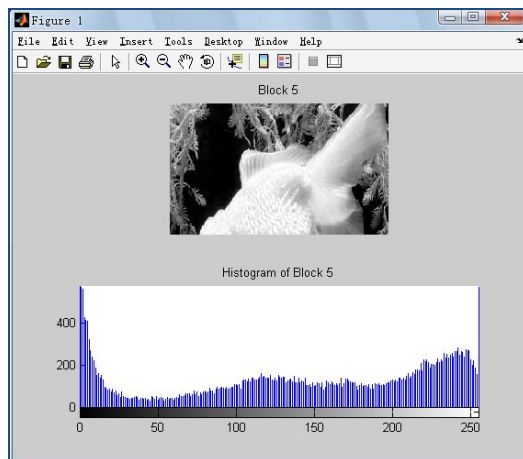 Figure 1
File Edit View Insert Tools Desktop Window Help
Block 5
Histogram of Block 5
400
200
0
0 50 100 150 200 250